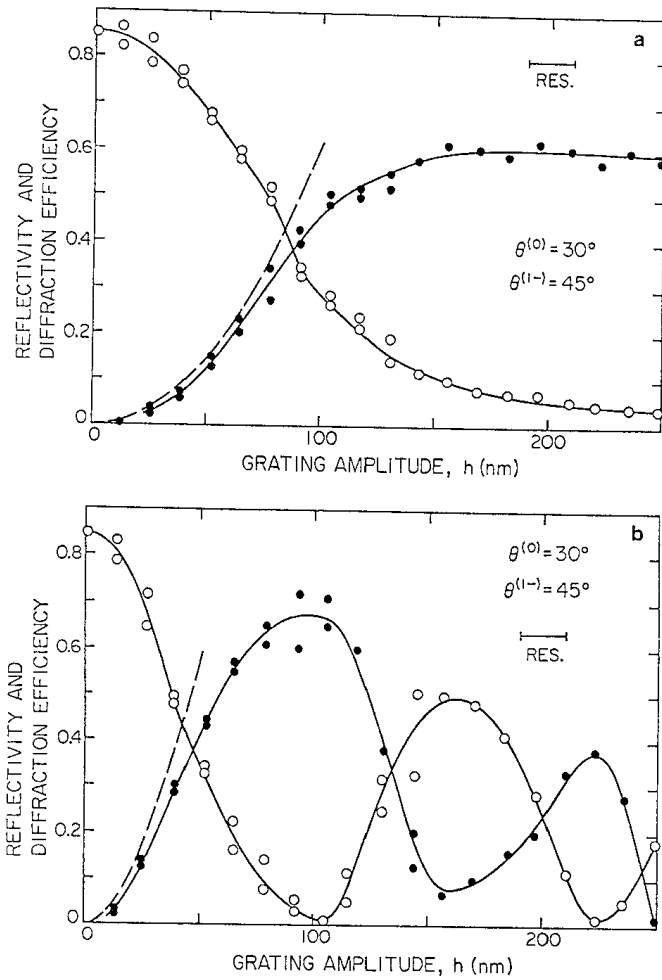 a
0.8
0.6
0.4
0.2
0
REFLECTIVITY AND
DIFFRACTION EFFICIENCY
RES.
θ(0) = 30°
θ(1-) = 45°
0 100 200
GRATING AMPLITUDE, h (nm)
b
0.8
0.6
0.4
0.2
0
REFLECTIVITY AND
DIFFRACTION EFFICIENCY
θ(0) = 30°
θ(1-) = 45°
RES.
0 100 200
GRATING AMPLITUDE, h (nm)